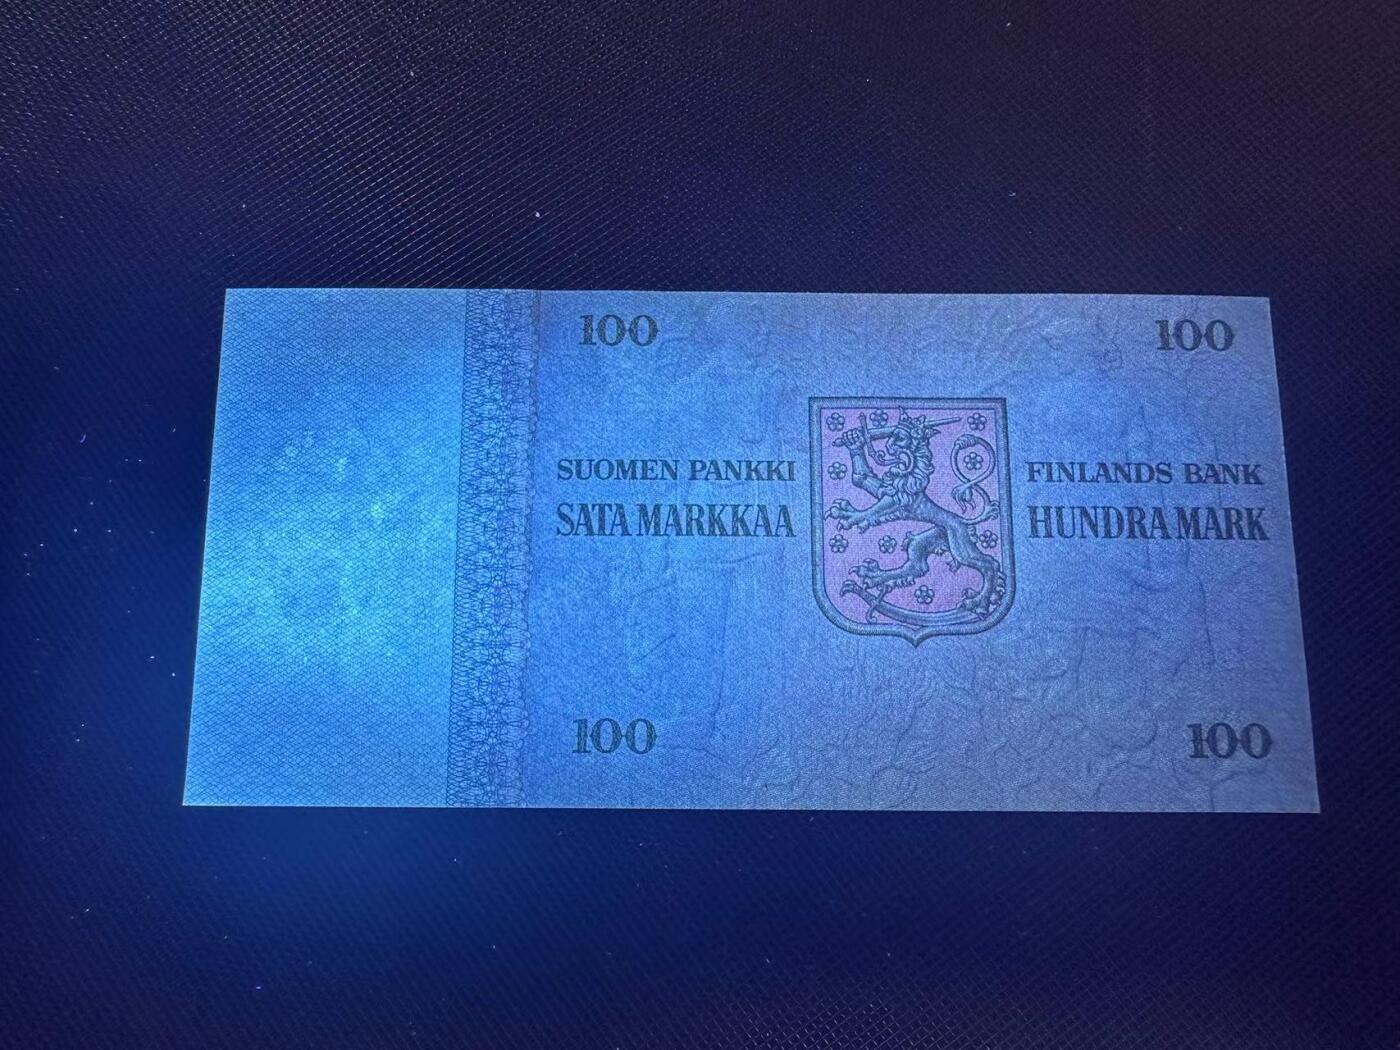 100 100
SUOMEN PANKKI FINLANDS BANK
SATA MARKKAA HUNDRA MARK
100 100